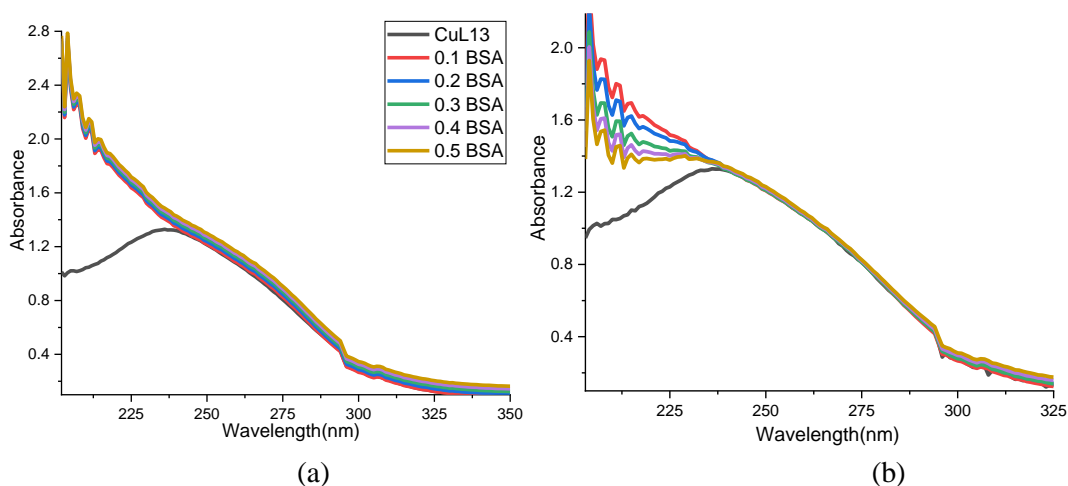 2.8
2.4
2.0
1.6
1.2
0.8
0.4
Absorbance
225
250
275
300
325
350
Wavelength(nm)
CuL13
0.1 BSA
0.2 BSA
0.3 BSA
0.4 BSA
0.5 BSA
(a)
2.0
1.6
1.2
0.8
0.4
Absorbance
225
250
275
300
325
Wavelength(nm)
(b)